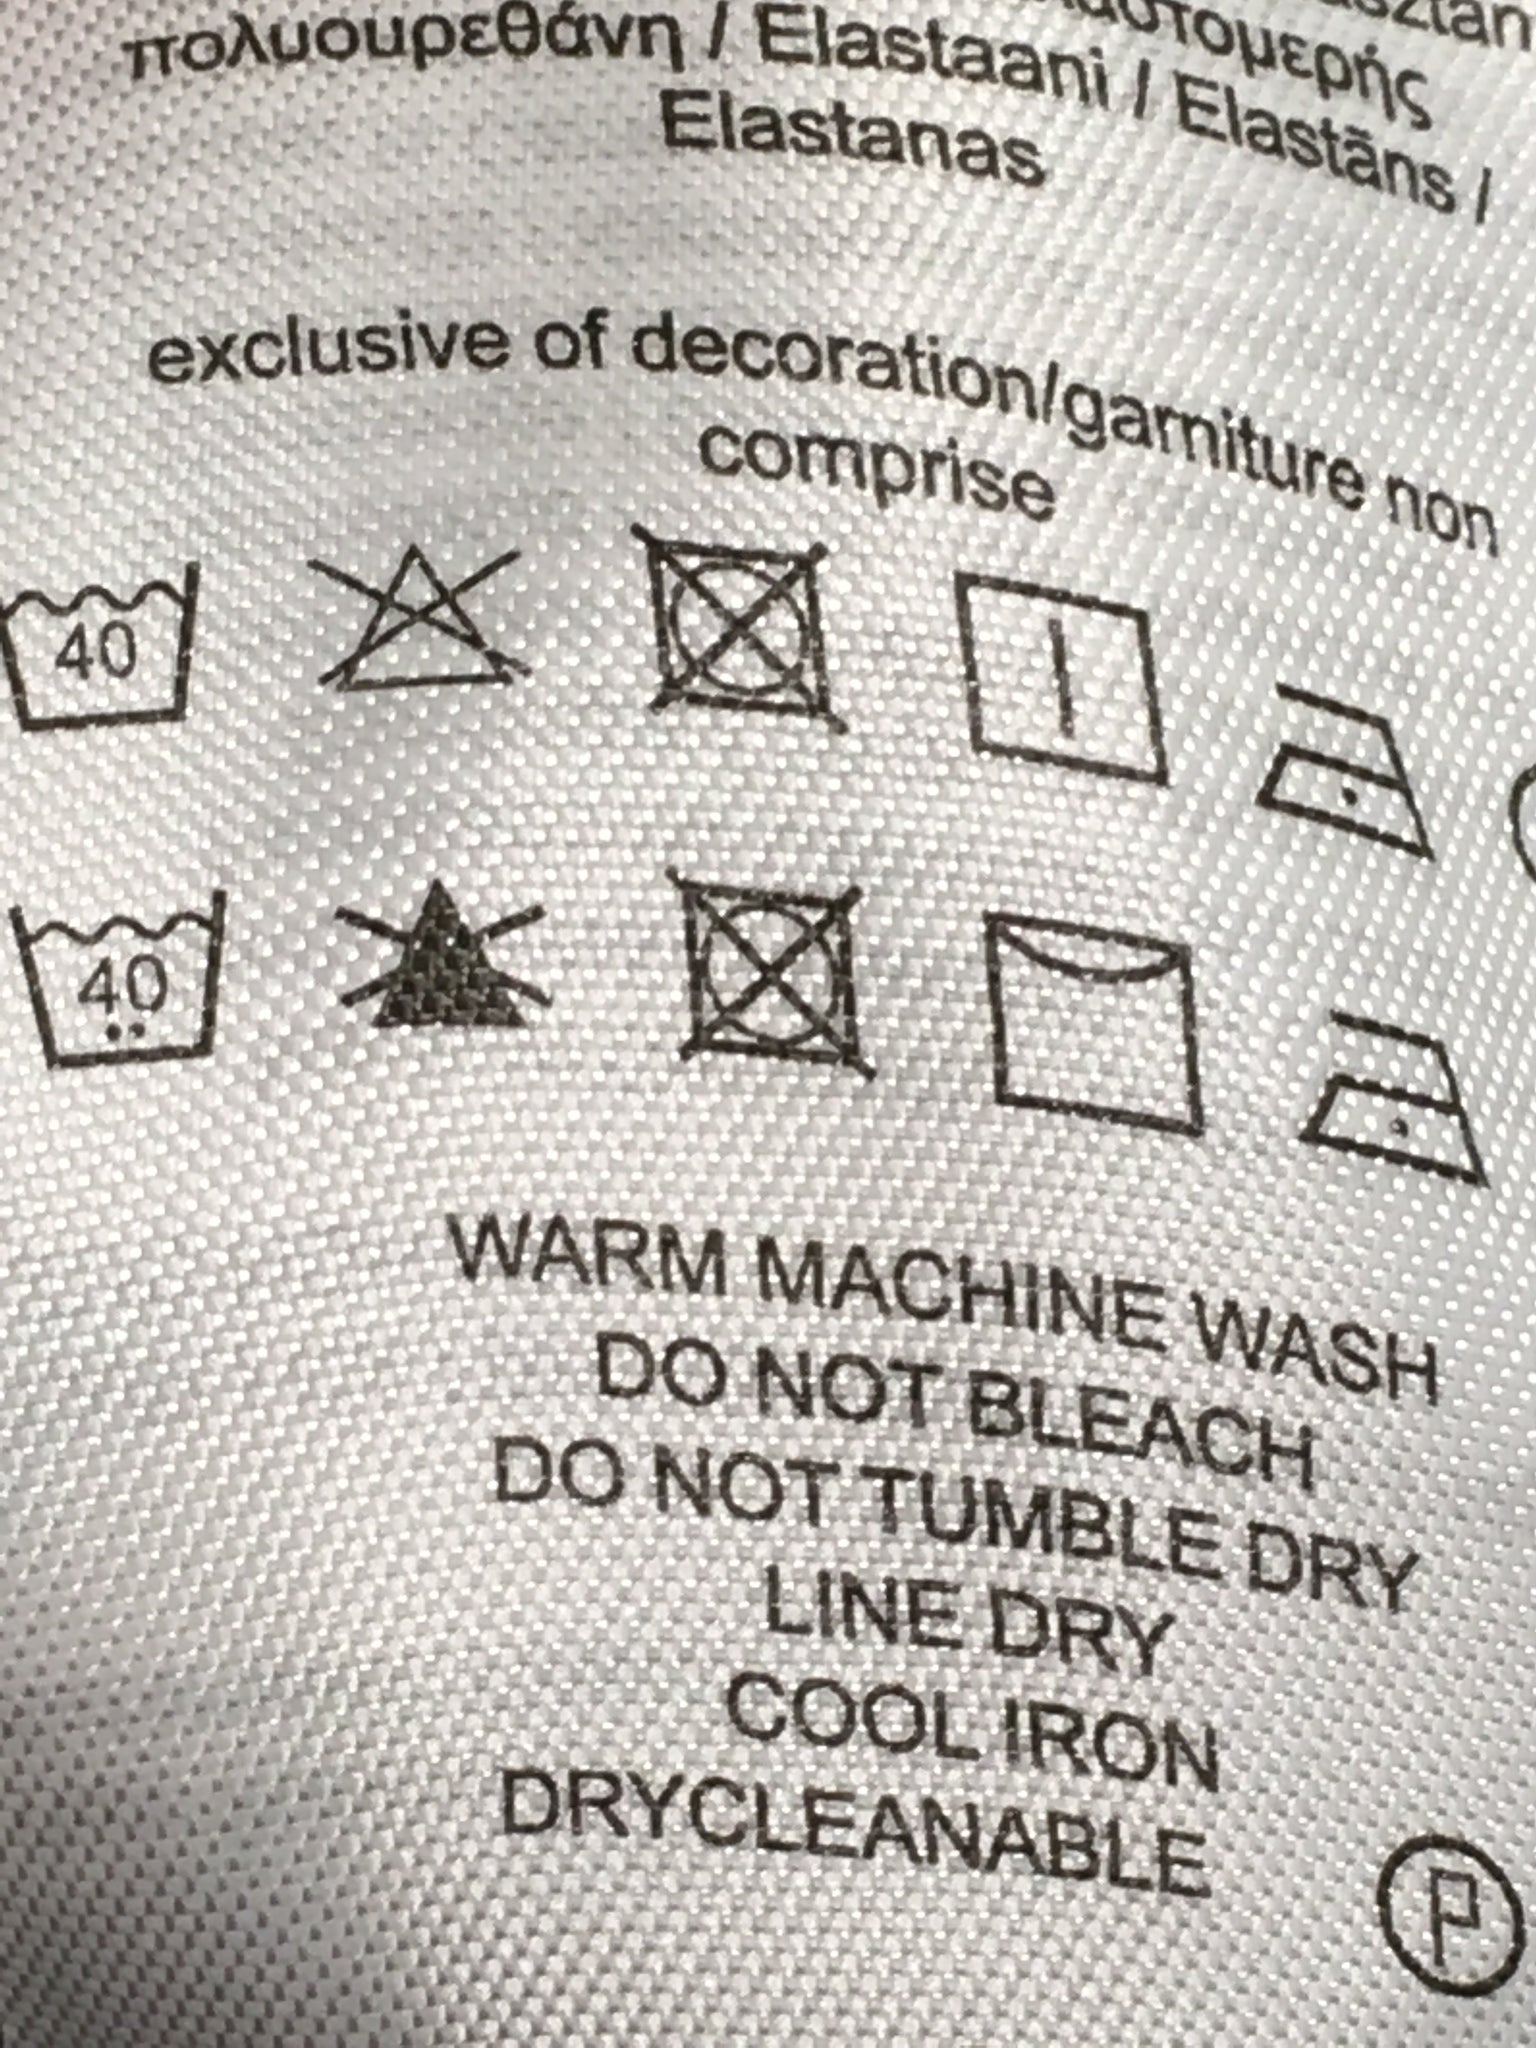 πολυουρεθάνη / Elastaani / Elastāns /
Elastanas
exclusive of decoration/garniture non
comprise
40
40
WARM MACHINE WASH
DO NOT BLEACH
DO NOT TUMBLE DRY
LINE DRY
COOL IRON
DRYCLEANABLE
P